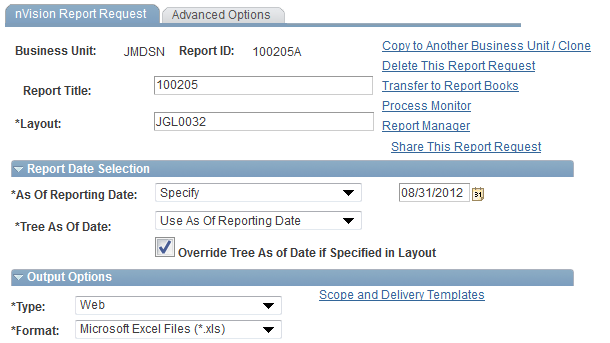 nVision Report Request Advanced Options
Business Unit: JMDSN Report ID: 100205A
Copy to Another Business Unit / Clone
Delete This Report Request
Report Title: 100205
Transfer to Report Books
Process Monitor
*Layout: JGL0032
Report Manager
Share This Report Request
Report Date Selection
*As Of Reporting Date: Specify 08/31/2012 31
*Tree As Of Date: Use As Of Reporting Date
Override Tree As of Date if Specified in Layout
Output Options
*Type: Web Scope and Delivery Templates
*Format: Microsoft Excel Files (*.xls)